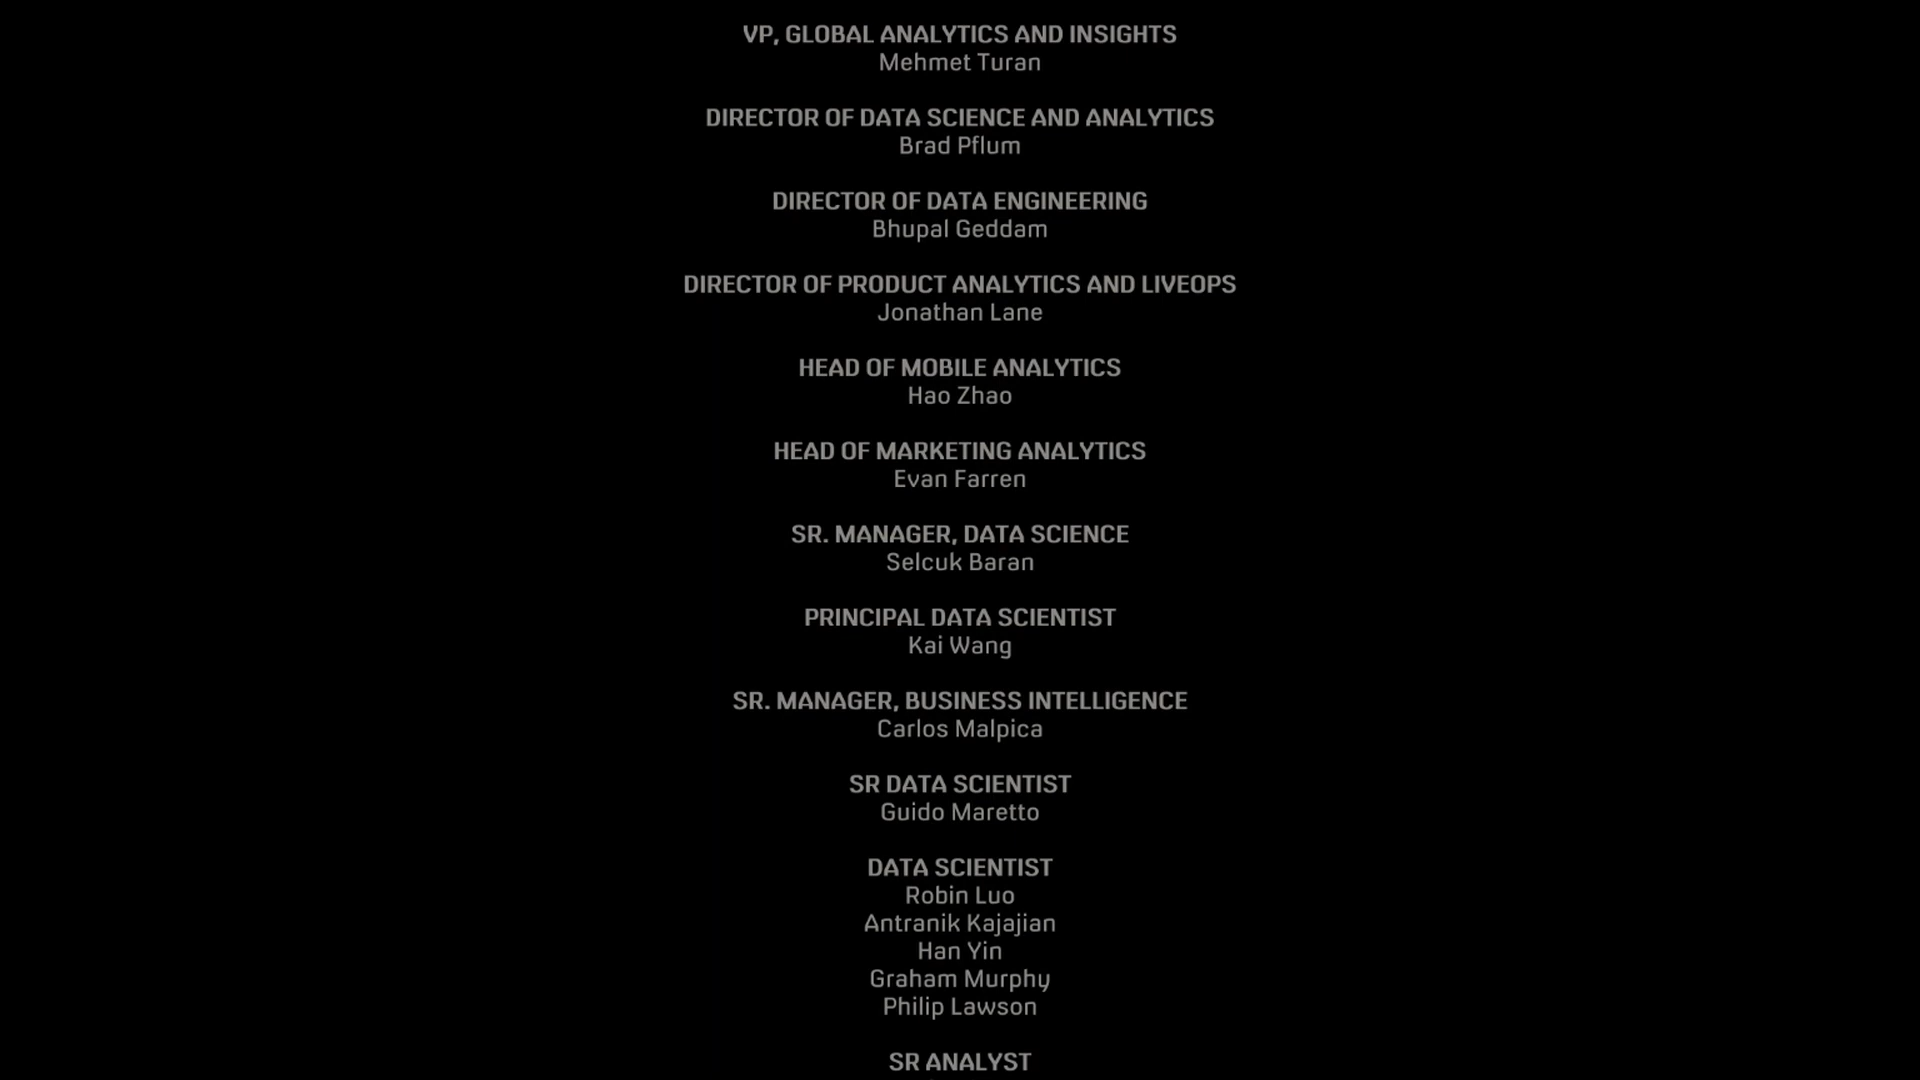 VP, GLOBAL ANALYTICS AND INSIGHTS
Mehmet Turan
DIRECTOR OF DATA SCIENCE AND ANALYTICS
Brad Pflum
DIRECTOR OF DATA ENGINEERING
Bhupal Geddam
DIRECTOR OF PRODUCT ANALYTICS AND LIVEOPS
Jonathan Lane
HEAD OF MOBILE ANALYTICS
Hao Zhao
HEAD OF MARKETING ANALYTICS
Evan Farren
SR. MANAGER, DATA SCIENCE
Selcuk Baran
PRINCIPAL DATA SCIENTIST
Kai Wang
SR. MANAGER, BUSINESS INTELLIGENCE
Carlos Malpica
SR DATA SCIENTIST
Guido Maretto
DATA SCIENTIST
Robin Luo
Antranik Kajajian
Han Yin
Graham Murphy
Philip Lawson
SR ANALYST